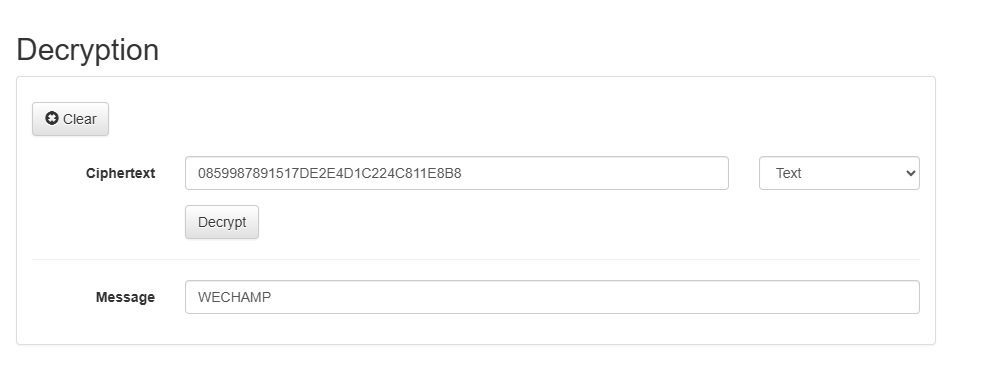 Decryption
Clear
Ciphertext 0859987891517DE2E4D1C224C811E8B8 Text
Decrypt
Message WECHAMP